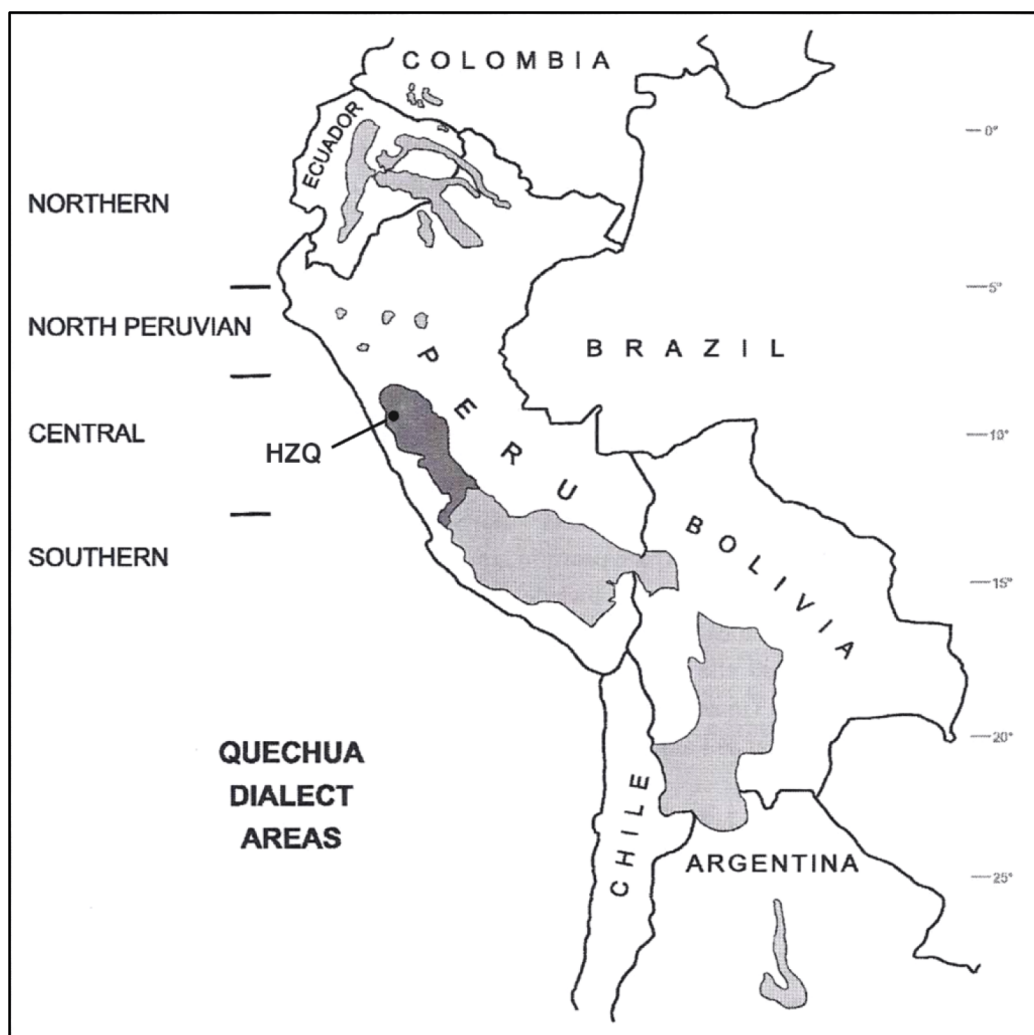 COLOMBIA
ECUADOR
0°
NORTHERN
5°
NORTH PERUVIAN
BRAZIL
PERU
CENTRAL
HZQ
10°
BOLIVIA
SOUTHERN
15°
QUECHUA
DIALECT
AREAS
20°
CHILE
ARGENTINA
25°